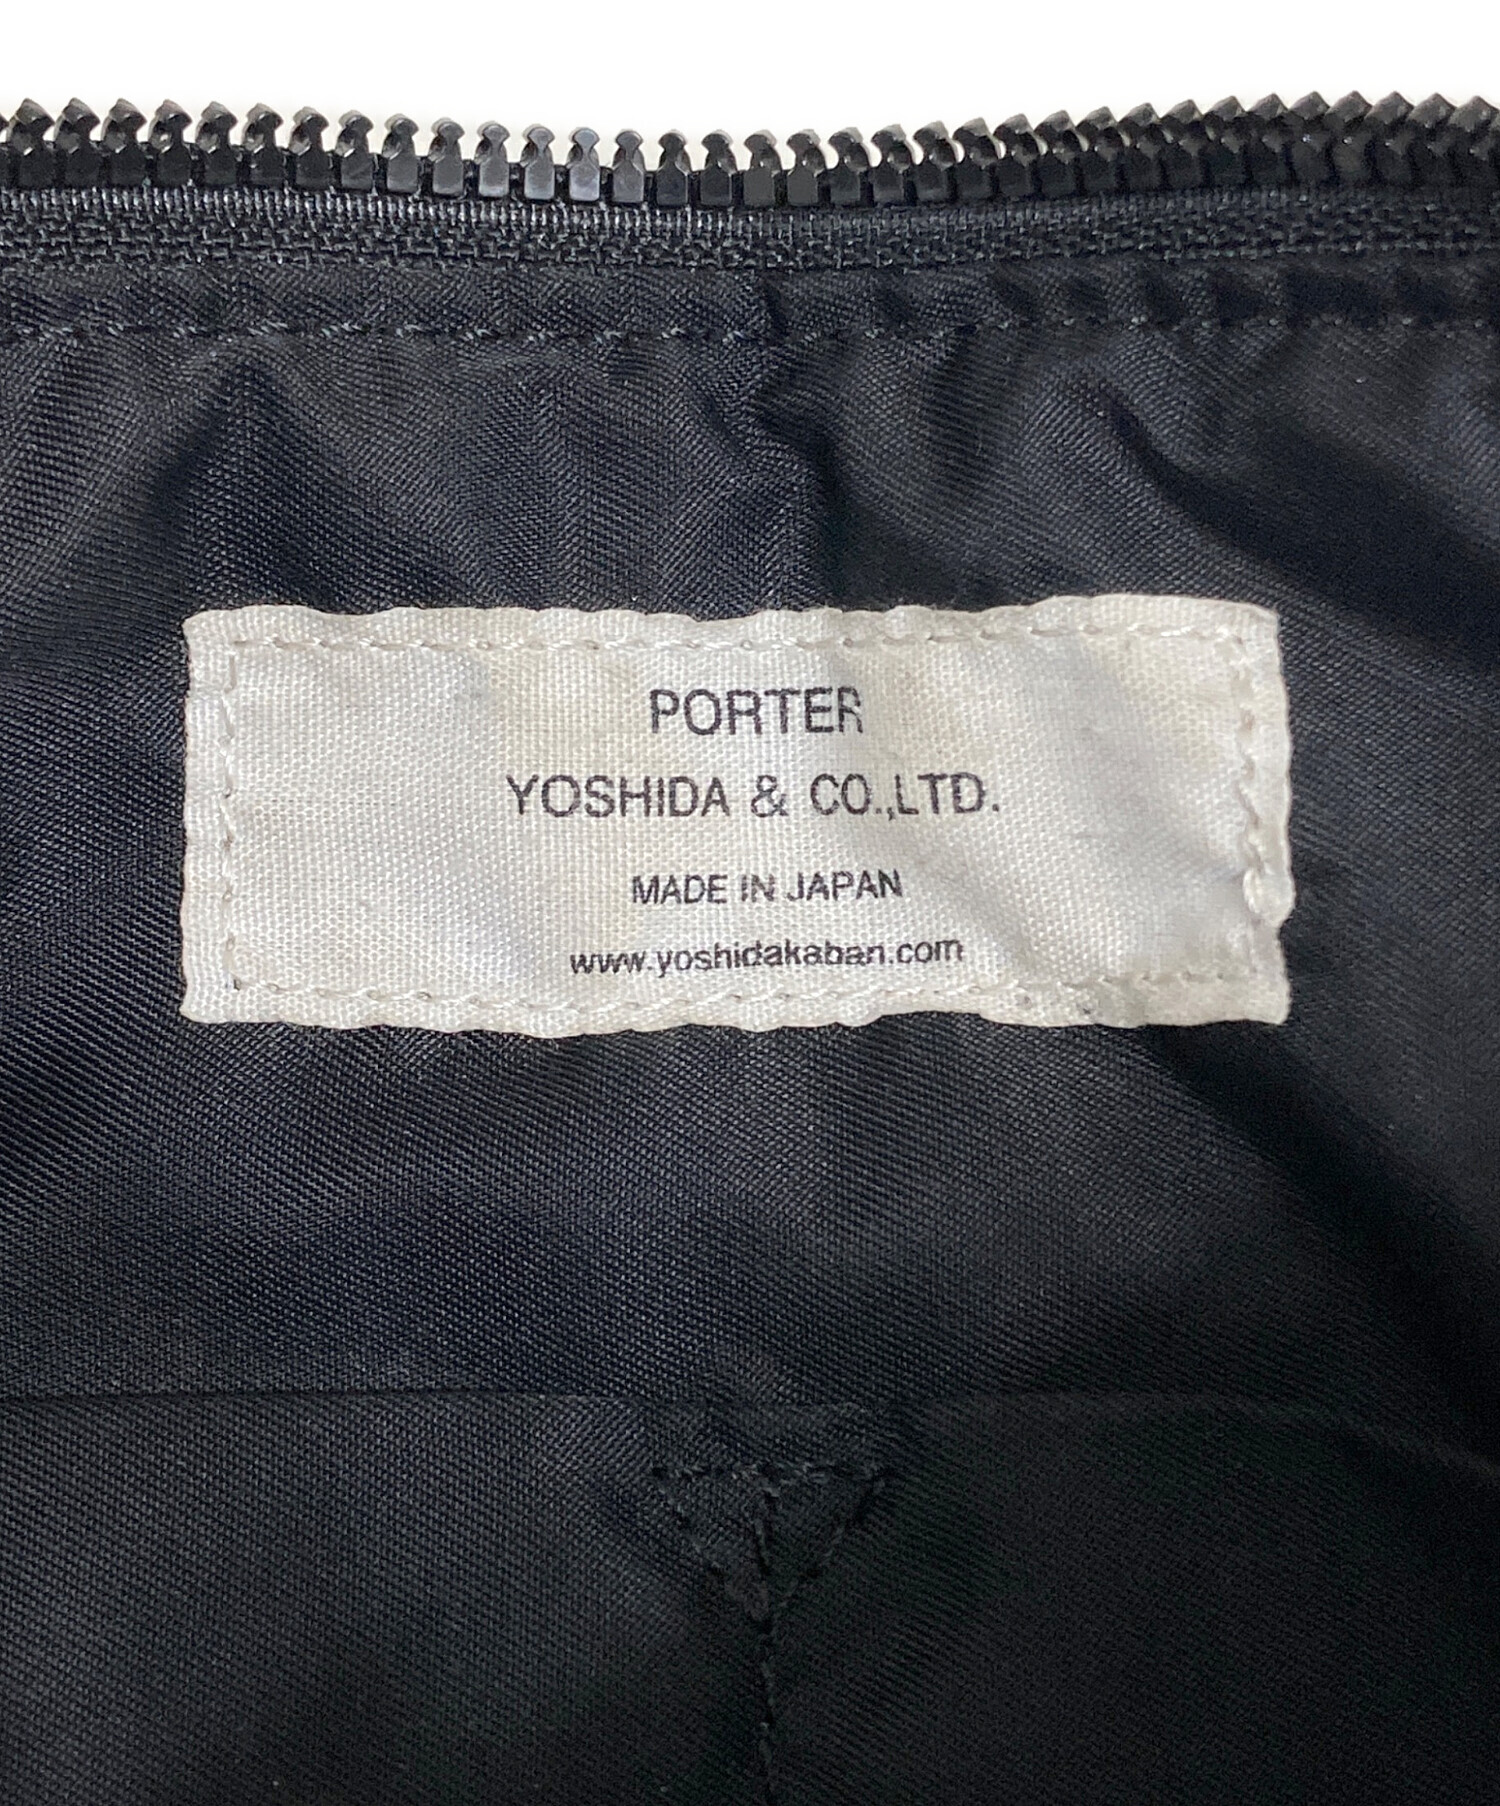 PORTER
YOSHIDA & CO.,LTD.
MADE IN JAPAN
www.yoshidakaban.com